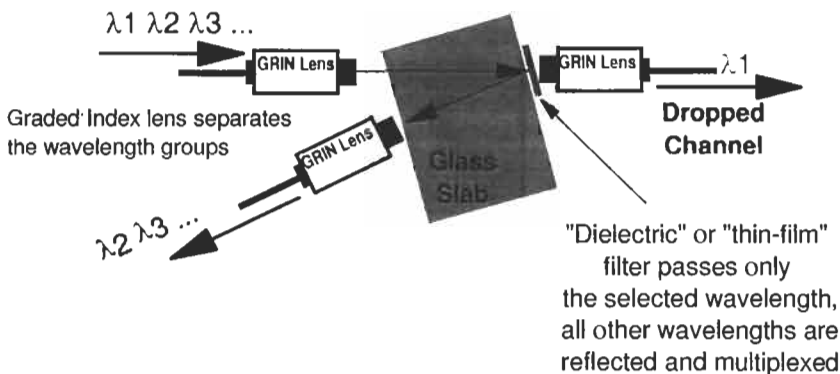 λ1 λ2 λ3 ...
GRIN Lens
GRIN Lens
λ1
Dropped
Channel
Graded Index lens separates
the wavelength groups
GRIN Lens
Glass
Slab
λ2 λ3 ...
"Dielectric" or "thin-film"
filter passes only
the selected wavelength,
all other wavelengths are
reflected and multiplexed